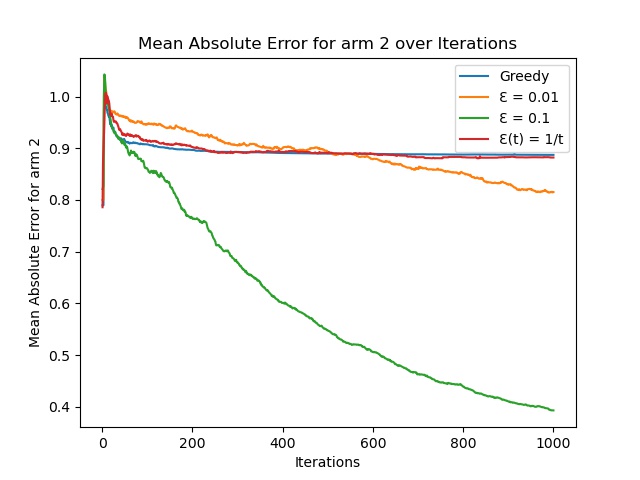 Mean Absolute Error for arm 2 over Iterations
Mean Absolute Error for arm 2
1.0
0.9
0.8
0.7
0.6
0.5
0.4
Greedy
Ɛ = 0.01
Ɛ = 0.1
Ɛ(t) = 1/t
0 200 400 600 800 1000
Iterations